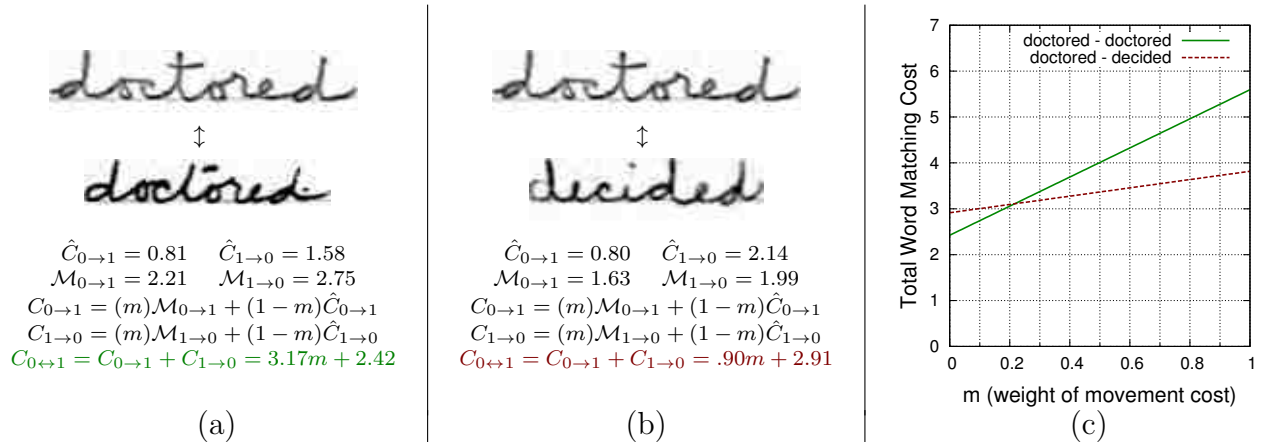 doctored
↕
doctored
Ĉ₀→₁ = 0.81 Ĉ₁→₀ = 1.58
ℳ₀→₁ = 2.21 ℳ₁→₀ = 2.75
C₀→₁ = (m)ℳ₀→₁ + (1 − m)Ĉ₀→₁
C₁→₀ = (m)ℳ₁→₀ + (1 − m)Ĉ₁→₀
C₀↔₁ = C₀→₁ + C₁→₀ = 3.17m + 2.42
(a)
doctored
↕
decided
Ĉ₀→₁ = 0.80 Ĉ₁→₀ = 2.14
ℳ₀→₁ = 1.63 ℳ₁→₀ = 1.99
C₀→₁ = (m)ℳ₀→₁ + (1 − m)Ĉ₀→₁
C₁→₀ = (m)ℳ₁→₀ + (1 − m)Ĉ₁→₀
C₀↔₁ = C₀→₁ + C₁→₀ = .90m + 2.91
(b)
doctored - doctored
doctored - decided
Total Word Matching Cost
7
6
5
4
3
2
1
0
0 0.2 0.4 0.6 0.8 1
m (weight of movement cost)
(c)